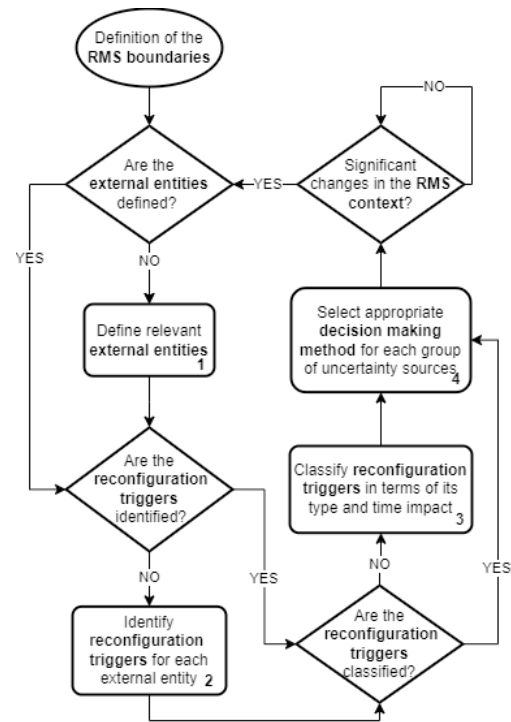 Definition of the
RMS boundaries
Are the
external entities
defined?
YES
NO
Define relevant
external entities
1
Are the
reconfiguration
triggers
identified?
NO
YES
Identify
reconfiguration
triggers for each
external entity 2
Are the
reconfiguration
triggers
classified?
NO
YES
Classify reconfiguration
triggers in terms of its
type and time impact
3
Select appropriate
decision making
method for each group
of uncertainty sources
4
Significant
changes in the RMS
context?
NO
YES